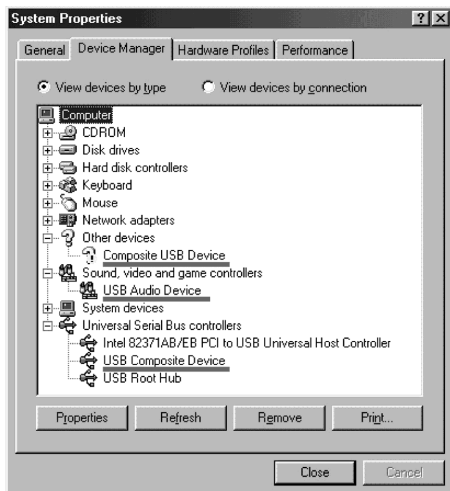 System Properties
General Device Manager Hardware Profiles Performance
View devices by type View devices by connection
Computer
CDROM
Disk drives
Hard disk controllers
Keyboard
Mouse
Network adapters
Other devices
Composite USB Device
Sound, video and game controllers
USB Audio Device
System devices
Universal Serial Bus controllers
Intel 82371AB/EB PCI to USB Universal Host Controller
USB Composite Device
USB Root Hub
Properties Refresh Remove Print...
Close Cancel